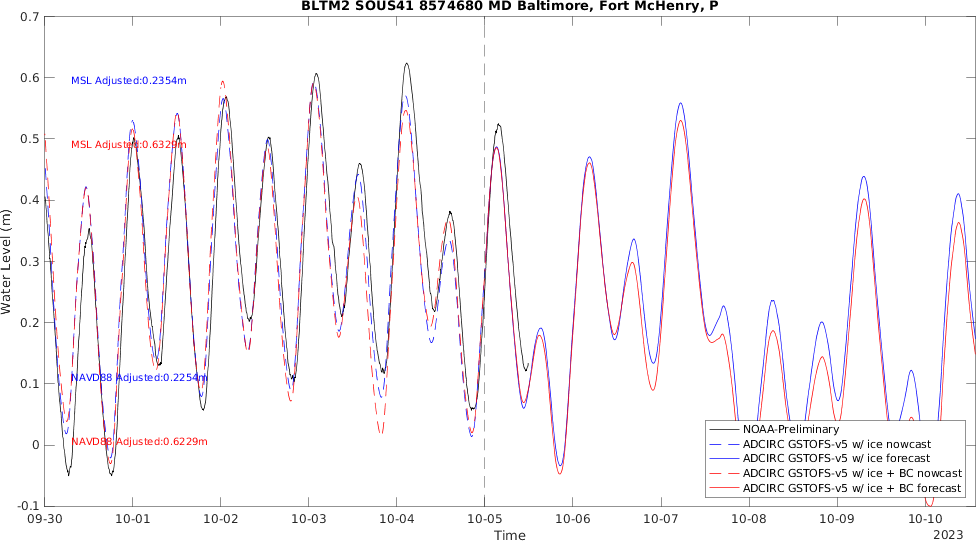 BLTM2 SOUS41 8574680 MD Baltimore, Fort McHenry, P
0.7
0.6
0.5
0.4
0.3
0.2
0.1
0
-0.1
Water Level (m)
MSL Adjusted:0.2354m
MSL Adjusted:0.6329m
NAVD88 Adjusted:0.2254m
NAVD88 Adjusted:0.6229m
NOAA-Preliminary
ADCIRC GSTOFS-v5 w/ ice nowcast
ADCIRC GSTOFS-v5 w/ ice forecast
ADCIRC GSTOFS-v5 w/ ice + BC nowcast
ADCIRC GSTOFS-v5 w/ ice + BC forecast
09-30 10-01 10-02 10-03 10-04 10-05 10-06 10-07 10-08 10-09 10-10
Time
2023